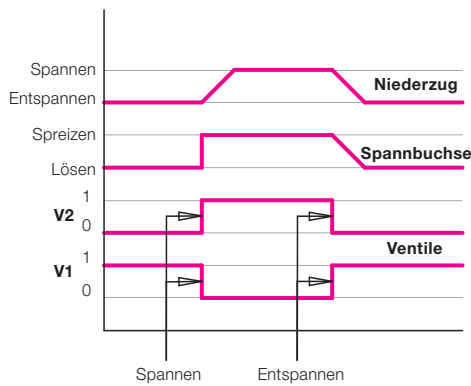 Spannen
Niederzug
Entspannen
Spreizen
Spannbuchse
Lösen
1
V2
0
Ventile
1
V1
0
Spannen Entspannen